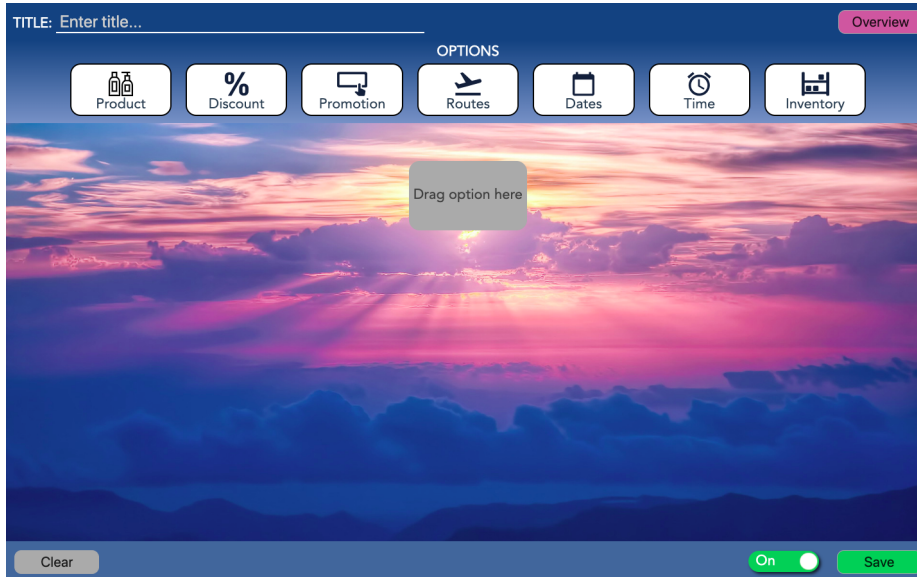 TITLE: Enter title...
Overview
OPTIONS
Product
% Discount
Promotion
Routes
Dates
Time
Inventory
Drag option here
Clear
On
Save